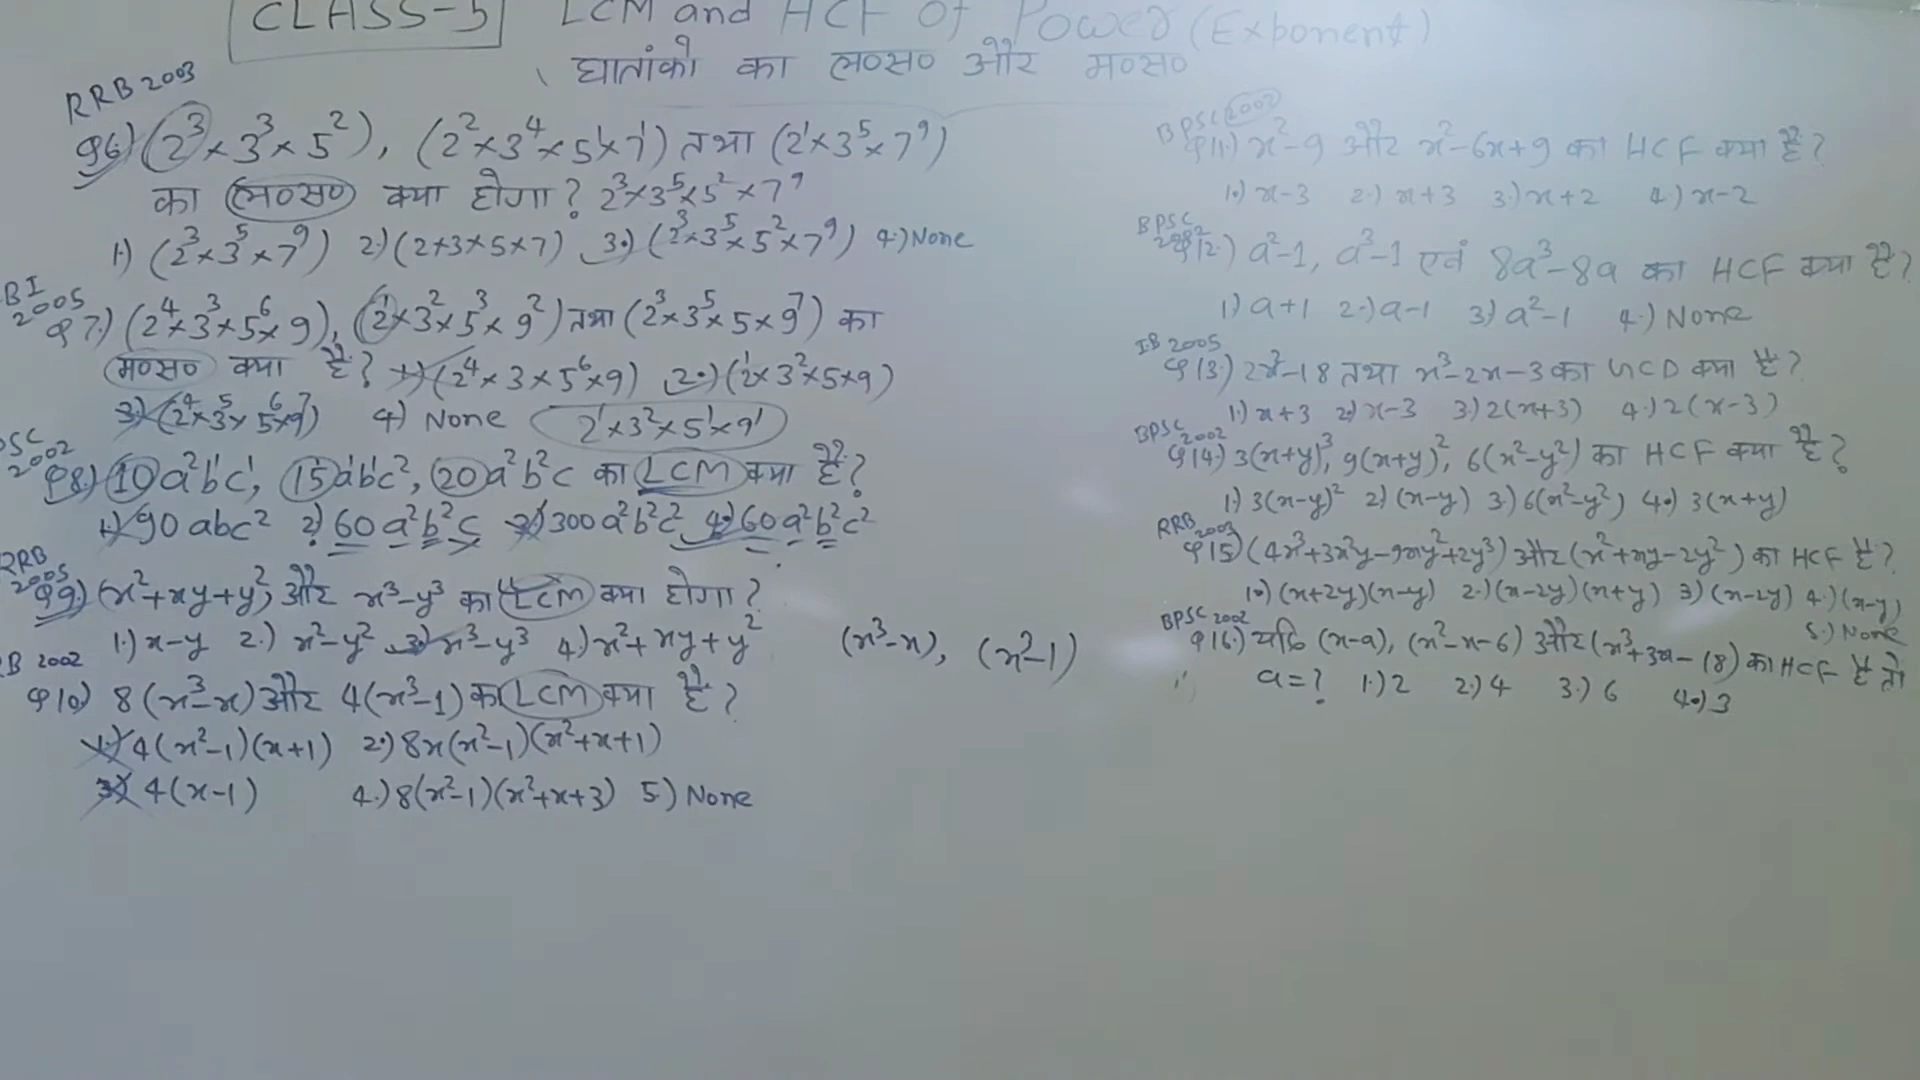 CLASS-5 LCM and HCF Of Power (Exponent)
घातांको का ल०स० और म०स०
RRB 2003
Q6.) (2³×3³×5²), (2²×3⁴×5¹×7¹) तथा (2¹×3⁵×7⁹)
का (ल०स०) क्या होगा? 2³×3⁵×5²×7⁹
1.) (2³×3⁵×7⁹) 2.) (2×3×5×7) 3.) (2³×3⁵×5²×7⁹) 4.) None
BI 2005
Q7.) (2⁴×3³×5⁶×9), (2¹×3²×5³×9²) तथा (2³×3⁵×5×9⁷) का
म०स० क्या है? 1.) (2⁴×3×5⁶×9) 2.) (2¹×3²×5×9)
3.) (2⁴×3⁵×5⁶×9⁷) 4.) None 2¹×3²×5¹×9¹
PSC 2002
Q8.) 10a²b¹c¹, 15a¹b¹c², 20a²b²c का LCM क्या है?
1.) 90abc² 2.) 60a²b²c 3.) 300a²b²c² 4.) 60a²b²c²
RRB 2005
Q9.) (x²+xy+y²) और x³-y³ का LCM क्या होगा?
1.) x-y 2.) x²-y² 3.) x³-y³ 4.) x²+xy+y²
(x³-x), (x³-1)
B 2002
Q10.) 8(x³-x) और 4(x³-1) का LCM क्या है?
1.) 4(x²-1)(x+1) 2.) 8x(x²-1)(x²+x+1)
3.) 4(x-1) 4.) 8(x²-1)(x²+x+3) 5.) None
BPSC 2002
Q11.) x²-9 और x²-6x+9 का HCF क्या है?
1.) x-3 2.) x+3 3.) x+2 4.) x-2
BPSC 2002
Q12.) a²-1, a³-1 एवं 8a³-8a का HCF क्या है?
1.) a+1 2.) a-1 3.) a²-1 4.) None
IB 2005
Q13.) 2x²-18 तथा x²-2x-3 का GCD क्या है?
1.) x+3 2.) x-3 3.) 2(x+3) 4.) 2(x-3)
BPSC 2002
Q14.) 3(x+y)³, 9(x+y)², 6(x²-y²) का HCF क्या है?
1.) 3(x-y)² 2.) (x-y) 3.) 6(x²-y²) 4.) 3(x+y)
RRB 2003
Q15.) (4x³+3x²y-9xy²+2y³) और (x²+xy-2y²) का HCF है?
1.) (x+2y)(x-y) 2.) (x-2y)(x+y) 3.) (x-2y) 4.) (x-y)
5.) None
BPSC 2002
Q16.) यदि (x-a), (x²-x-6) और (x²+3x-18) का HCF है तो
a=? 1.) 2 2.) 4 3.) 6 4.) 3